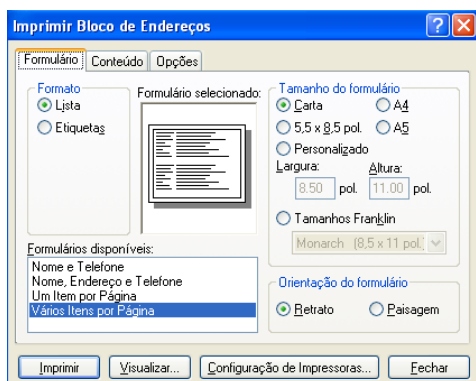 Imprimir Bloco de Endereços
Formulário Conteúdo Opções
Formato
Lista
Etiquetas
Formulário selecionado:
Tamanho do formulário
Carta A4
5,5 x 8,5 pol. A5
Personalizado
Largura: Altura:
8.50 pol. 11.00 pol.
Tamanhos Franklin
Monarch (8,5 x 11 pol.
Formulários disponíveis:
Nome e Telefone
Nome, Endereço e Telefone
Um Item por Página
Vários Itens por Página
Orientação do formulário
Retrato Paisagem
Imprimir Visualizar... Configuração de Impressoras... Fechar